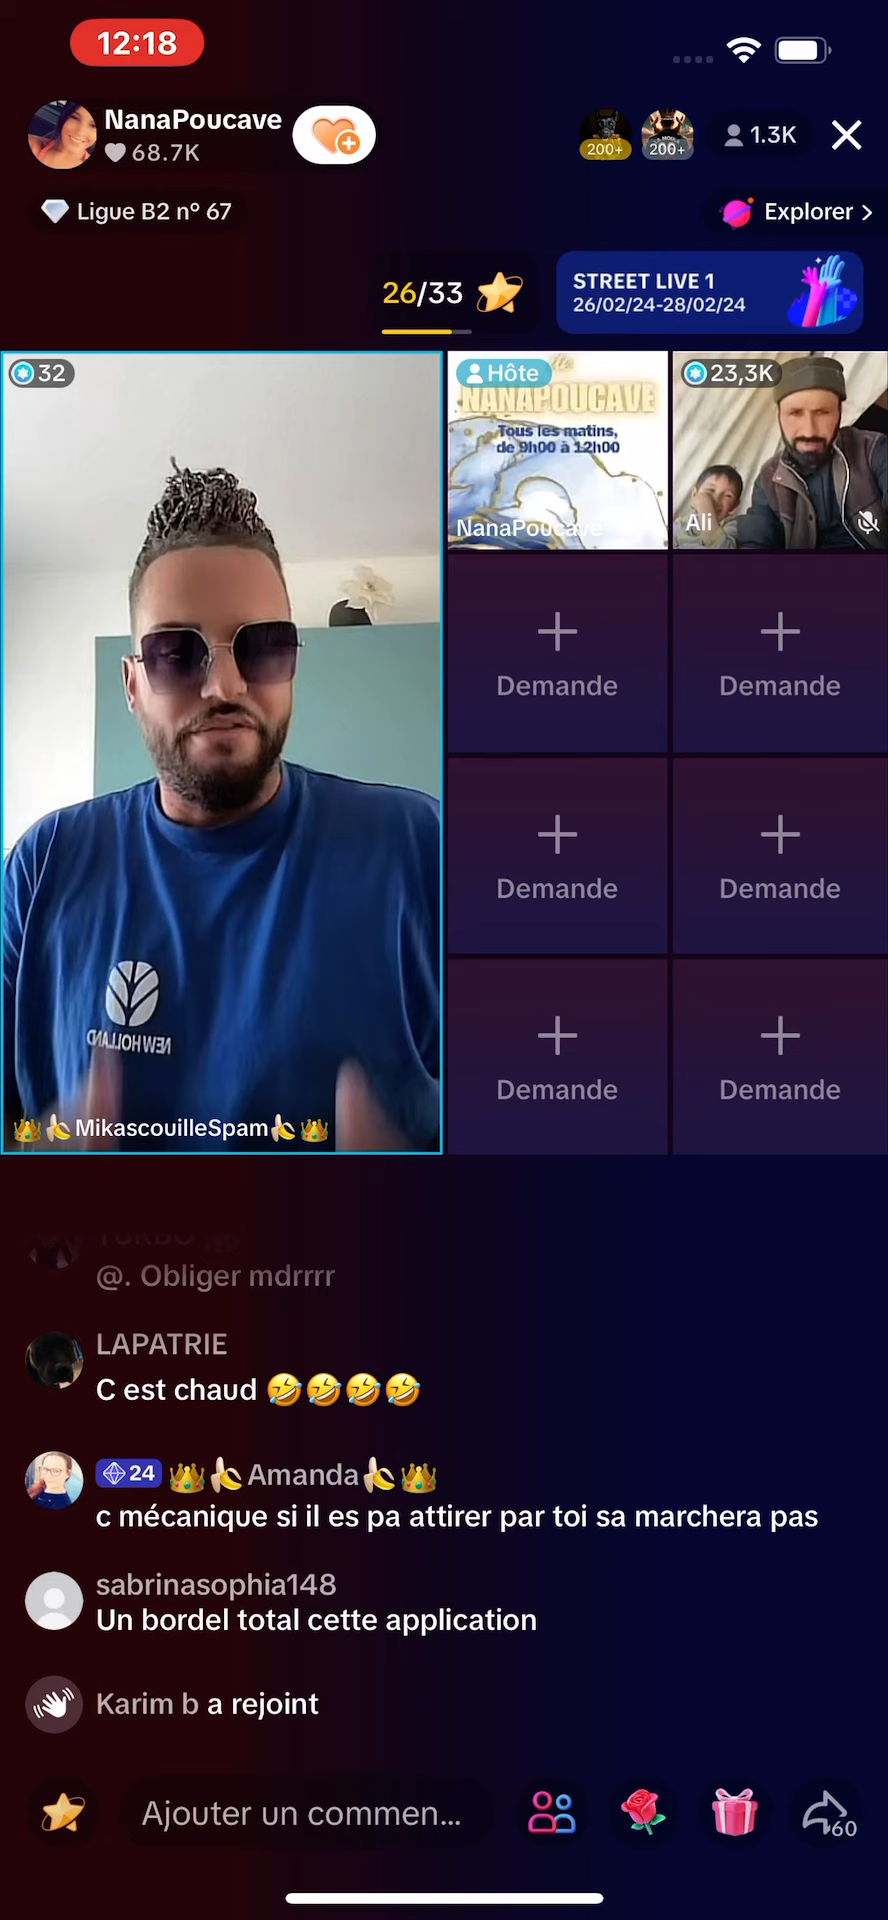 12:18
NanaPoucave
68.7K
200+
200+
1.3K
Ligue B2 nº 67
Explorer >
26/33
STREET LIVE 1
26/02/24-28/02/24
32
Hôte
NANAPOUCAVE
Tous les matins,
de 9h00 à 12h00
NanaPoucave
23,3K
Ali
Demande
Demande
Demande
Demande
Demande
Demande
NEW HOLLAND
👑🍌MikascouilleSpam🍌👑
TURBO
@. Obliger mdrrrr
LAPATRIE
C est chaud 🤣🤣🤣🤣
24 👑🍌Amanda🍌👑
c mécanique si il es pa attirer par toi sa marchera pas
sabrinasophia148
Un bordel total cette application
Karim b a rejoint
Ajouter un commen...
60